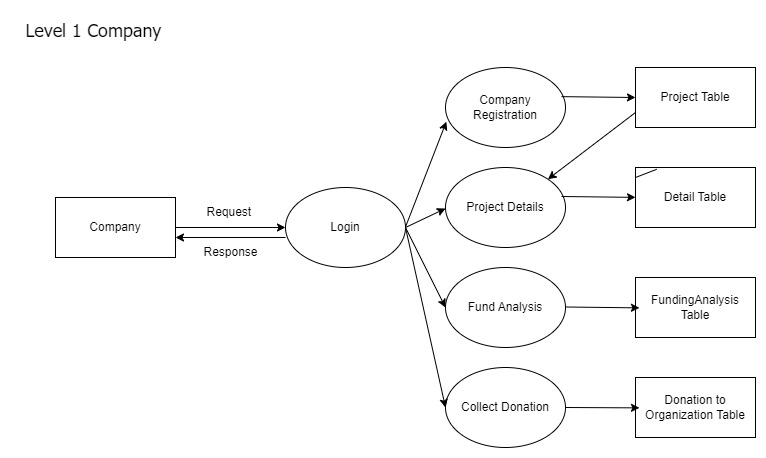 Level 1 Company
Company
Registration
Project Table
Project Details
Detail Table
Company
Request
Response
Login
Fund Analysis
FundingAnalysis
Table
Collect Donation
Donation to
Organization Table